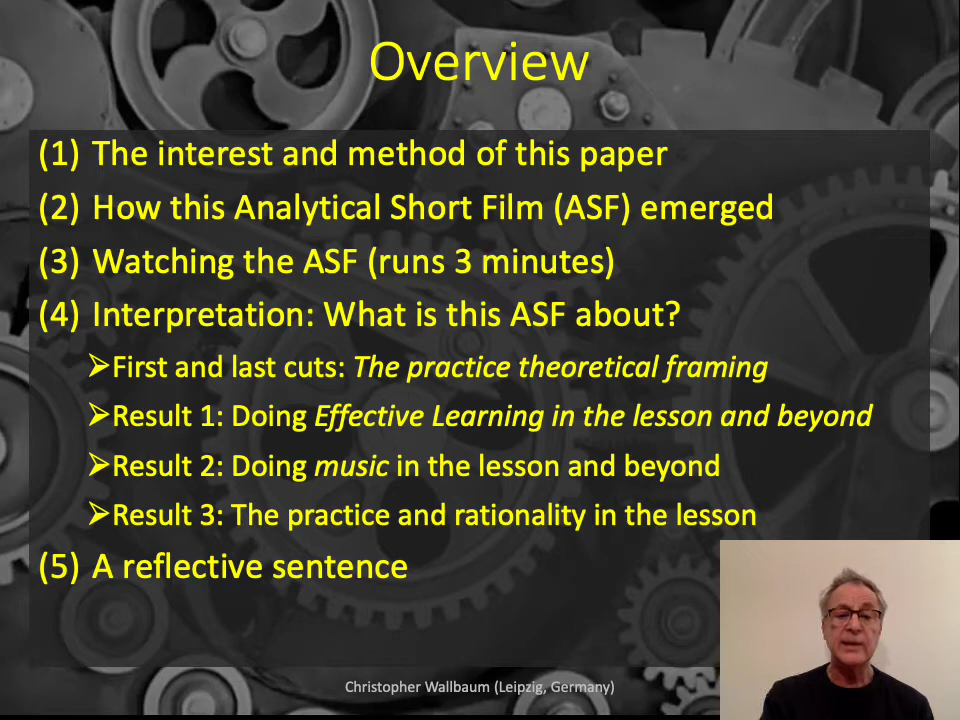 Overview
(1) The interest and method of this paper
(2) How this Analytical Short Film (ASF) emerged
(3) Watching the ASF (runs 3 minutes)
(4) Interpretation: What is this ASF about?
➢First and last cuts: The practice theoretical framing
➢Result 1: Doing Effective Learning in the lesson and beyond
➢Result 2: Doing music in the lesson and beyond
➢Result 3: The practice and rationality in the lesson
(5) A reflective sentence
Christopher Wallbaum (Leipzig, Germany)